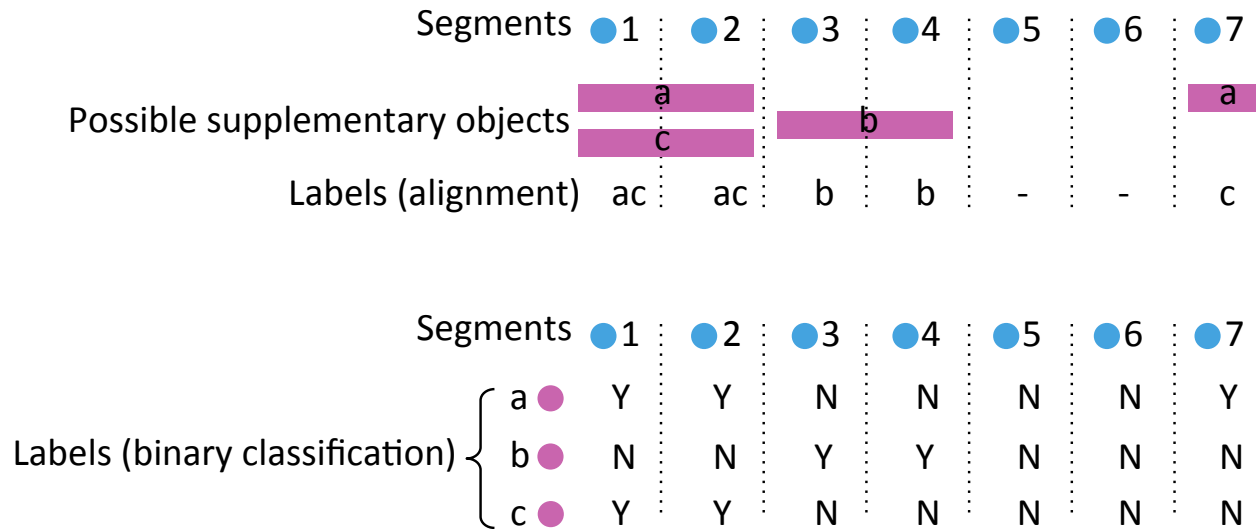 Segments 1 2 3 4 5 6 7
a a
Possible supplementary objects b
c
Labels (alignment) ac ac b b - - c
Segments 1 2 3 4 5 6 7
a Y Y N N N N Y
Labels (binary classification) b N N Y Y N N N
c Y Y N N N N N